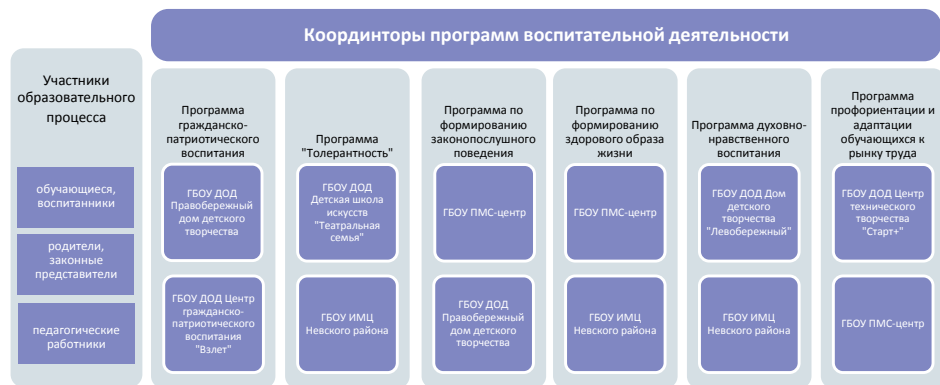 Координторы программ воспитательной деятельности
Участники
образовательного
процесса
обучающиеся,
воспитанники
родители,
законные
представители
педагогические
работники
Программа
гражданско-
патриотического
воспитания
ГБОУ ДОД
Правобережный
дом детского
творчества
ГБОУ ДОД Центр
гражданско-
патриотического
воспитания
"Взлет"
Программа
"Толерантность"
ГБОУ ДОД
Детская школа
искусств
"Театральная
семья"
ГБОУ ИМЦ
Невского района
Программа по
формированию
законопослушного
поведения
ГБОУ ПМС-центр
ГБОУ ДОД
Правобережный
дом детского
творчества
Программа по
формированию
здорового образа
жизни
ГБОУ ПМС-центр
ГБОУ ИМЦ
Невского района
Программа духовно-
нравственного
воспитания
ГБОУ ДОД Дом
детского
творчества
"Левобережный"
ГБОУ ИМЦ
Невского района
Программа
профориентации и
адаптации
обучающихся к
рынку труда
ГБОУ ДОД Центр
технического
творчества
"Старт+"
ГБОУ ПМС-центр